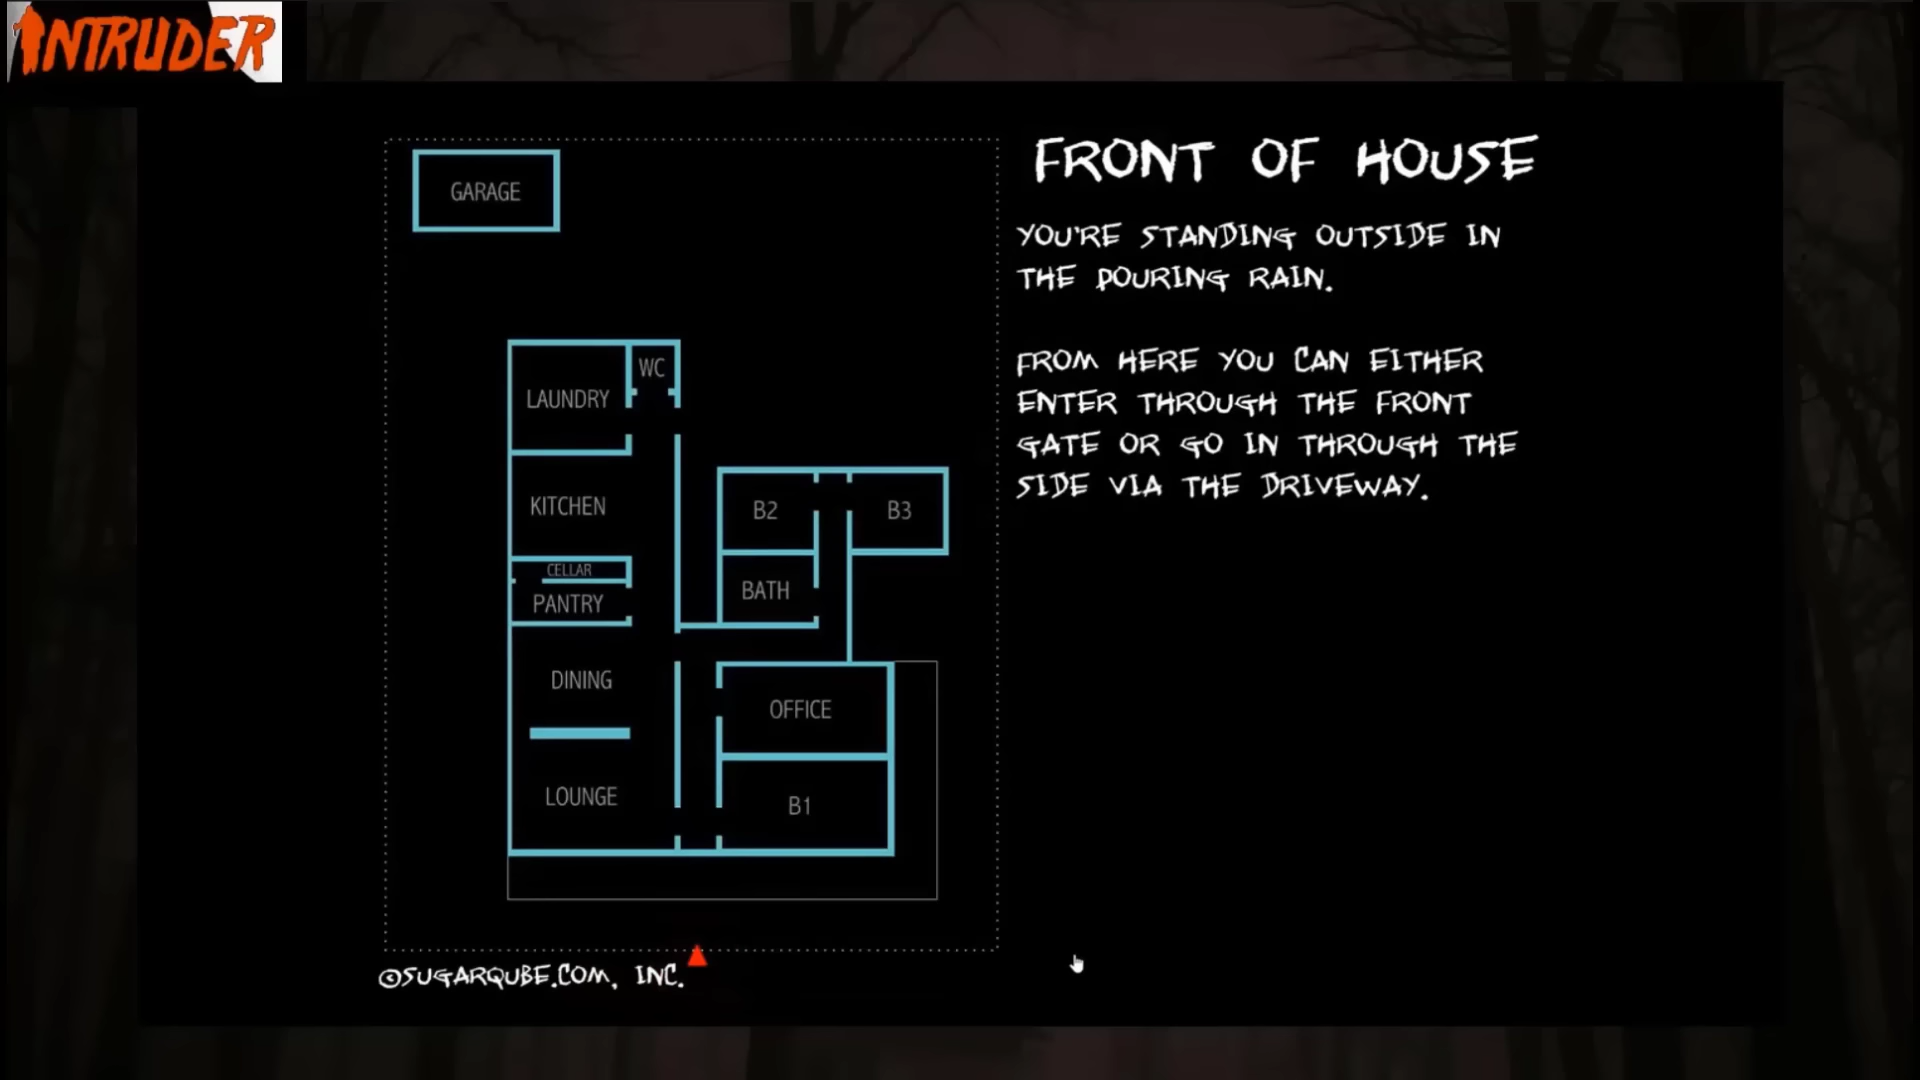 INTRUDER
FRONT OF HOUSE
YOU'RE STANDING OUTSIDE IN
THE POURING RAIN.
FROM HERE YOU CAN EITHER
ENTER THROUGH THE FRONT
GATE OR GO IN THROUGH THE
SIDE VIA THE DRIVEWAY.
GARAGE
WC
LAUNDRY
KITCHEN
B2
B3
CELLAR
BATH
PANTRY
DINING
OFFICE
LOUNGE
B1
©SUGARQUBE.COM, INC.